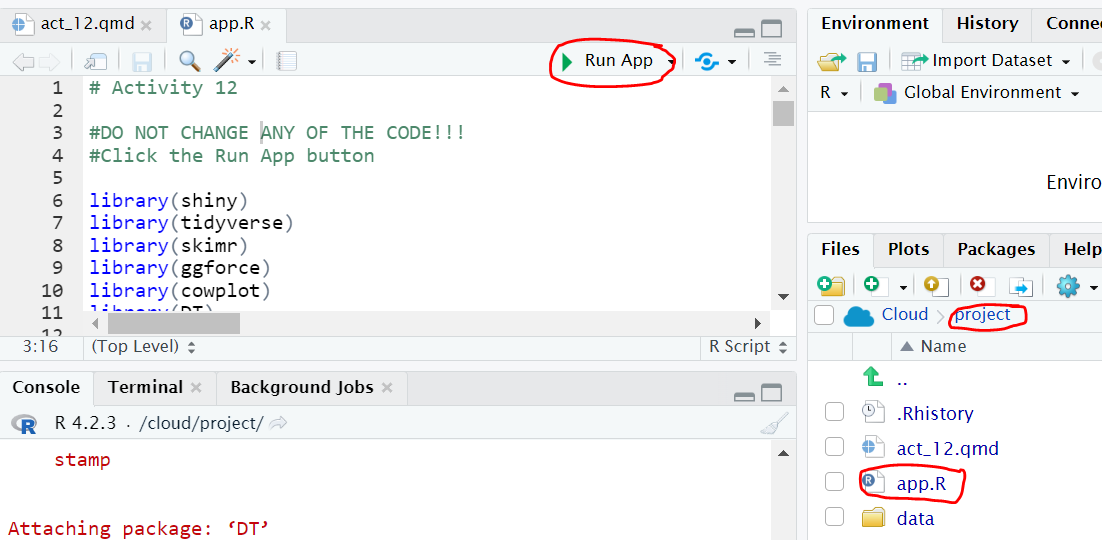 act_12.qmd app.R
Run App
1 # Activity 12
2
3 #DO NOT CHANGE ANY OF THE CODE!!!
4 #Click the Run App button
5
6 library(shiny)
7 library(tidyverse)
8 library(skimr)
9 library(ggforce)
10 library(cowplot)
11 library(DT)
12
3:16 (Top Level) R Script
Console Terminal Background Jobs
R 4.2.3 . /cloud/project/
stamp
Attaching package: ‘DT’
Environment History Connec
Import Dataset
R Global Environment
Enviro
Files Plots Packages Help
Cloud project
Name
..
.Rhistory
act_12.qmd
app.R
data